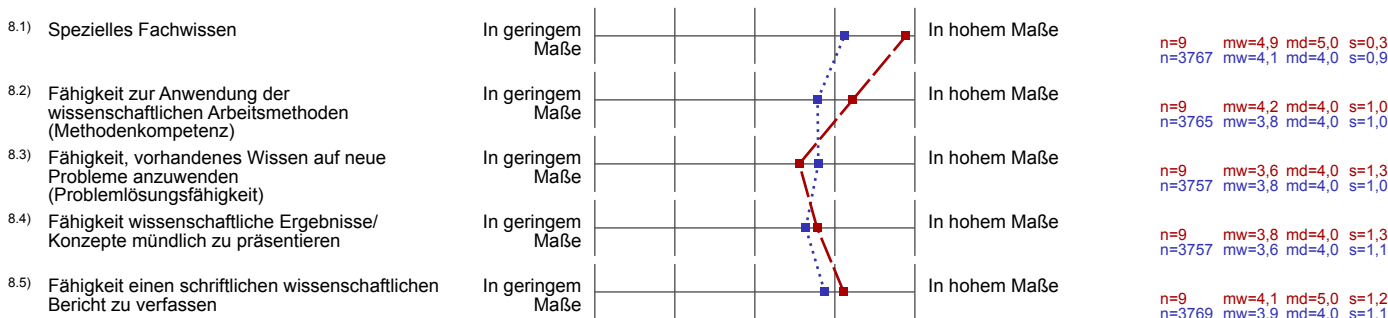 8.1) Spezielles Fachwissen
In geringem
Maße
In hohem Maße
n=9 mw=4,9 md=5,0 s=0,3
n=3767 mw=4,1 md=4,0 s=0,9
8.2) Fähigkeit zur Anwendung der
wissenschaftlichen Arbeitsmethoden
(Methodenkompetenz)
In geringem
Maße
In hohem Maße
n=9 mw=4,2 md=4,0 s=1,0
n=3765 mw=3,8 md=4,0 s=1,0
8.3) Fähigkeit, vorhandenes Wissen auf neue
Probleme anzuwenden
(Problemlösungsfähigkeit)
In geringem
Maße
In hohem Maße
n=9 mw=3,6 md=4,0 s=1,3
n=3757 mw=3,8 md=4,0 s=1,0
8.4) Fähigkeit wissenschaftliche Ergebnisse/
Konzepte mündlich zu präsentieren
In geringem
Maße
In hohem Maße
n=9 mw=3,8 md=4,0 s=1,3
n=3757 mw=3,6 md=4,0 s=1,1
8.5) Fähigkeit einen schriftlichen wissenschaftlichen
Bericht zu verfassen
In geringem
Maße
In hohem Maße
n=9 mw=4,1 md=5,0 s=1,2
n=3769 mw=3,9 md=4,0 s=1,1